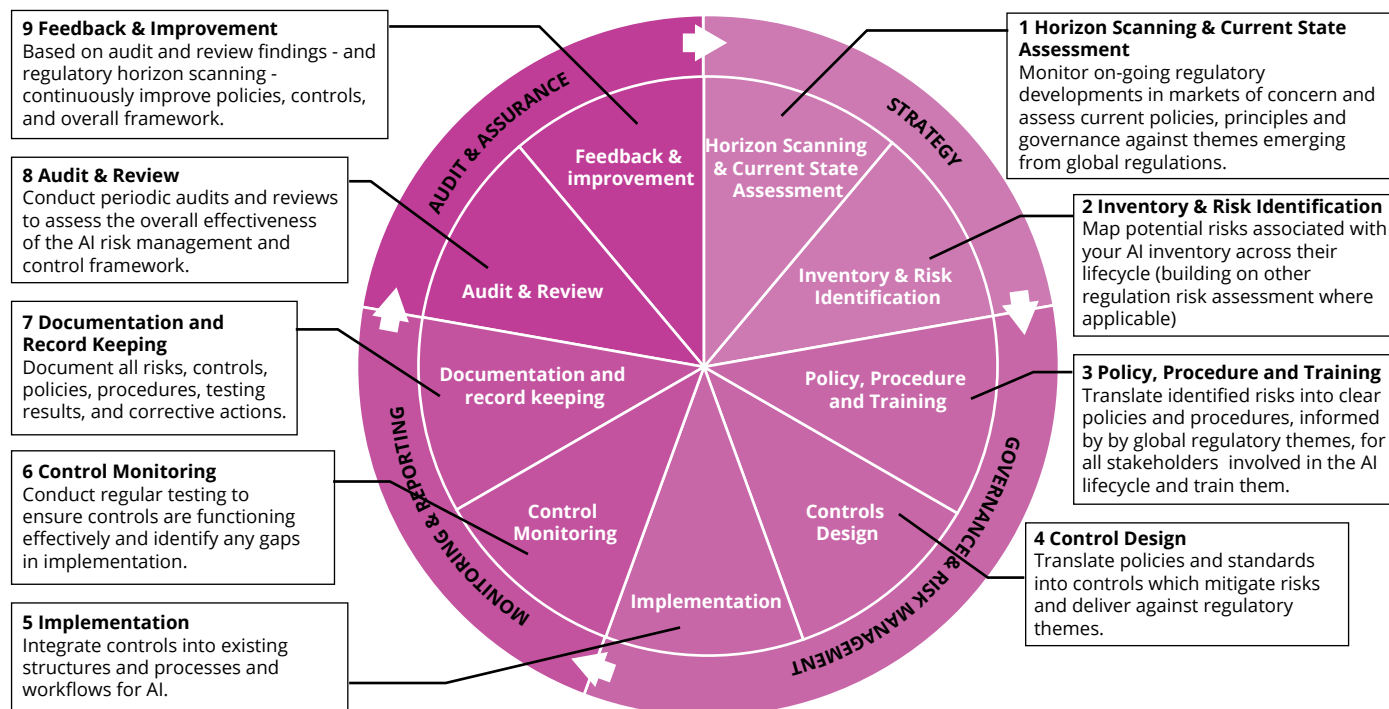 9 Feedback & Improvement
Based on audit and review findings - and
regulatory horizon scanning -
continuously improve policies, controls,
and overall framework.
8 Audit & Review
Conduct periodic audits and reviews
to assess the overall effectiveness
of the AI risk management and
control framework.
7 Documentation and
Record Keeping
Document all risks, controls,
policies, procedures, testing
results, and corrective actions.
6 Control Monitoring
Conduct regular testing to
ensure controls are functioning
effectively and identify any gaps
in implementation.
5 Implementation
Integrate controls into existing
structures and processes and
workflows for AI.
AUDIT & ASSURANCE
STRATEGY
GOVERNANCE& RISK MANAGEMENT
MONITORING & REPORTING
Feedback &
improvement
Horizon Scanning
& Current State
Assessment
Audit & Review
Inventory & Risk
Identification
Documentation and
record keeping
Policy, Procedure
and Training
Control
Monitoring
Controls
Design
Implementation
1 Horizon Scanning & Current State
Assessment
Monitor on-going regulatory
developments in markets of concern and
assess current policies, principles and
governance against themes emerging
from global regulations.
2 Inventory & Risk Identification
Map potential risks associated with
your AI inventory across their
lifecycle (building on other
regulation risk assessment where
applicable)
3 Policy, Procedure and Training
Translate identified risks into clear
policies and procedures, informed
by by global regulatory themes, for
all stakeholders involved in the AI
lifecycle and train them.
4 Control Design
Translate policies and standards
into controls which mitigate risks
and deliver against regulatory
themes.